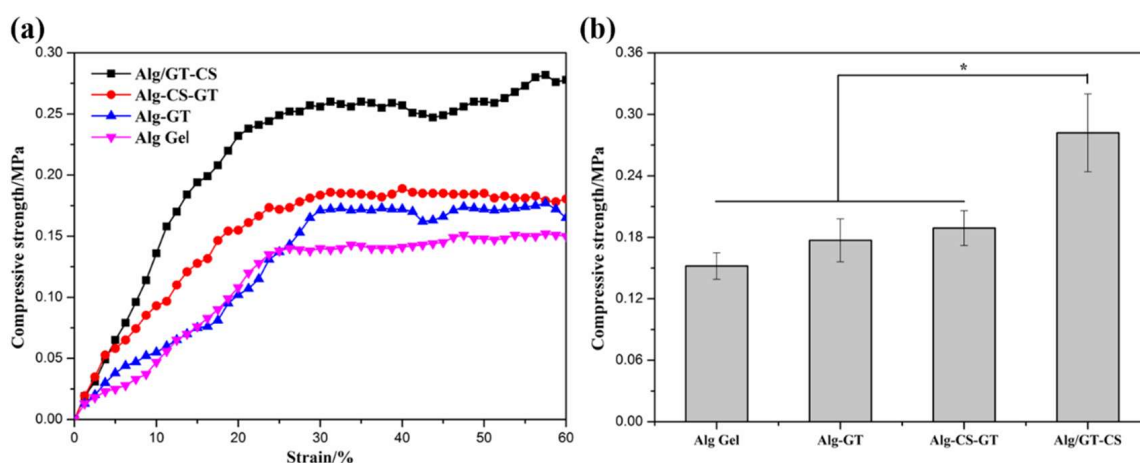 (a)
0.30
0.25
0.20
0.15
0.10
0.05
0.00
Compressive strength/MPa
Alg/GT-CS
Alg-CS-GT
Alg-GT
Alg Gel
0 10 20 30 40 50 60
Strain/%
(b)
0.36
0.30
0.24
0.18
0.12
0.06
0.00
Compressive strength/MPa
*
Alg Gel Alg-GT Alg-CS-GT Alg/GT-CS